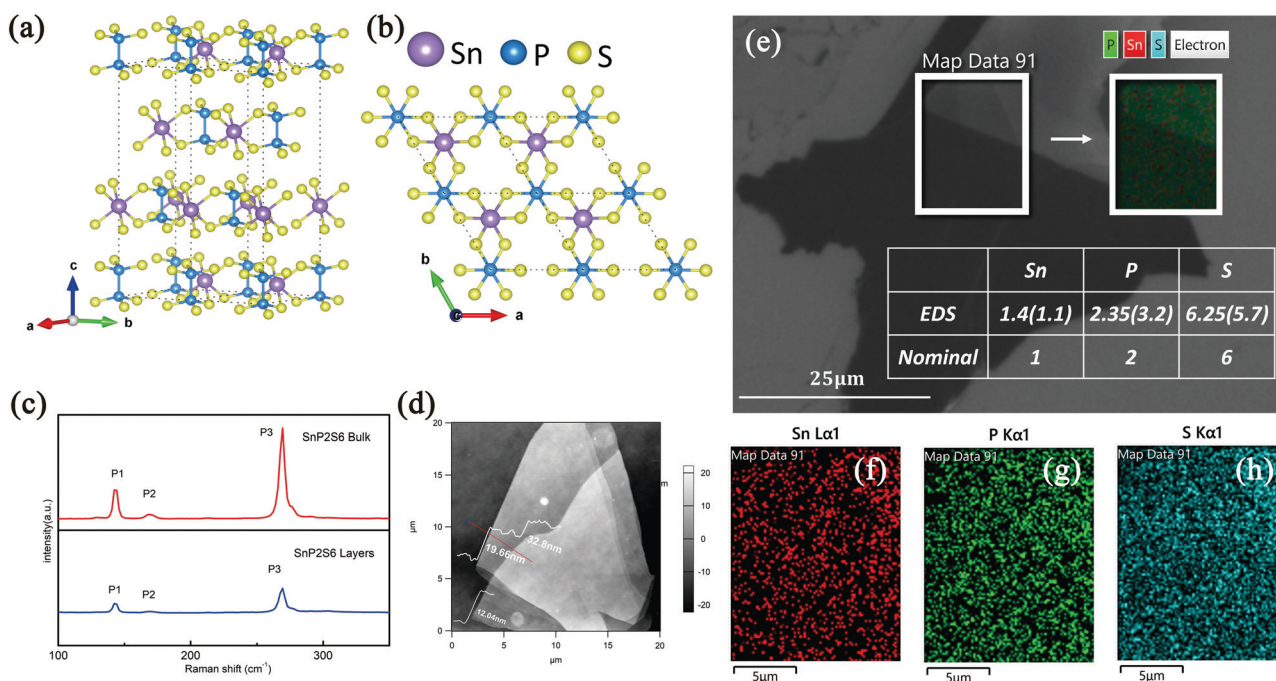 (a)
c
a
b
(b)
Sn
P
S
b
c
a
(c)
SnP2S6 Bulk
P1
P2
P3
SnP2S6 Layers
P1
P2
P3
intensity(a.u.)
100
150
200
250
300
Raman shift (cm-1)
(d)
20
15
10
5
0
µm
0
5
10
15
20
µm
19.66nm
32.8nm
12.04nm
20
10
0
-10
-20
m
(e)
P Sn S Electron
Map Data 91
Sn P S
EDS 1.4(1.1) 2.35(3.2) 6.25(5.7)
Nominal 1 2 6
25µm
Sn Lα1
Map Data 91
(f)
5µm
P Kα1
Map Data 91
(g)
5µm
S Kα1
Map Data 91
(h)
5µm